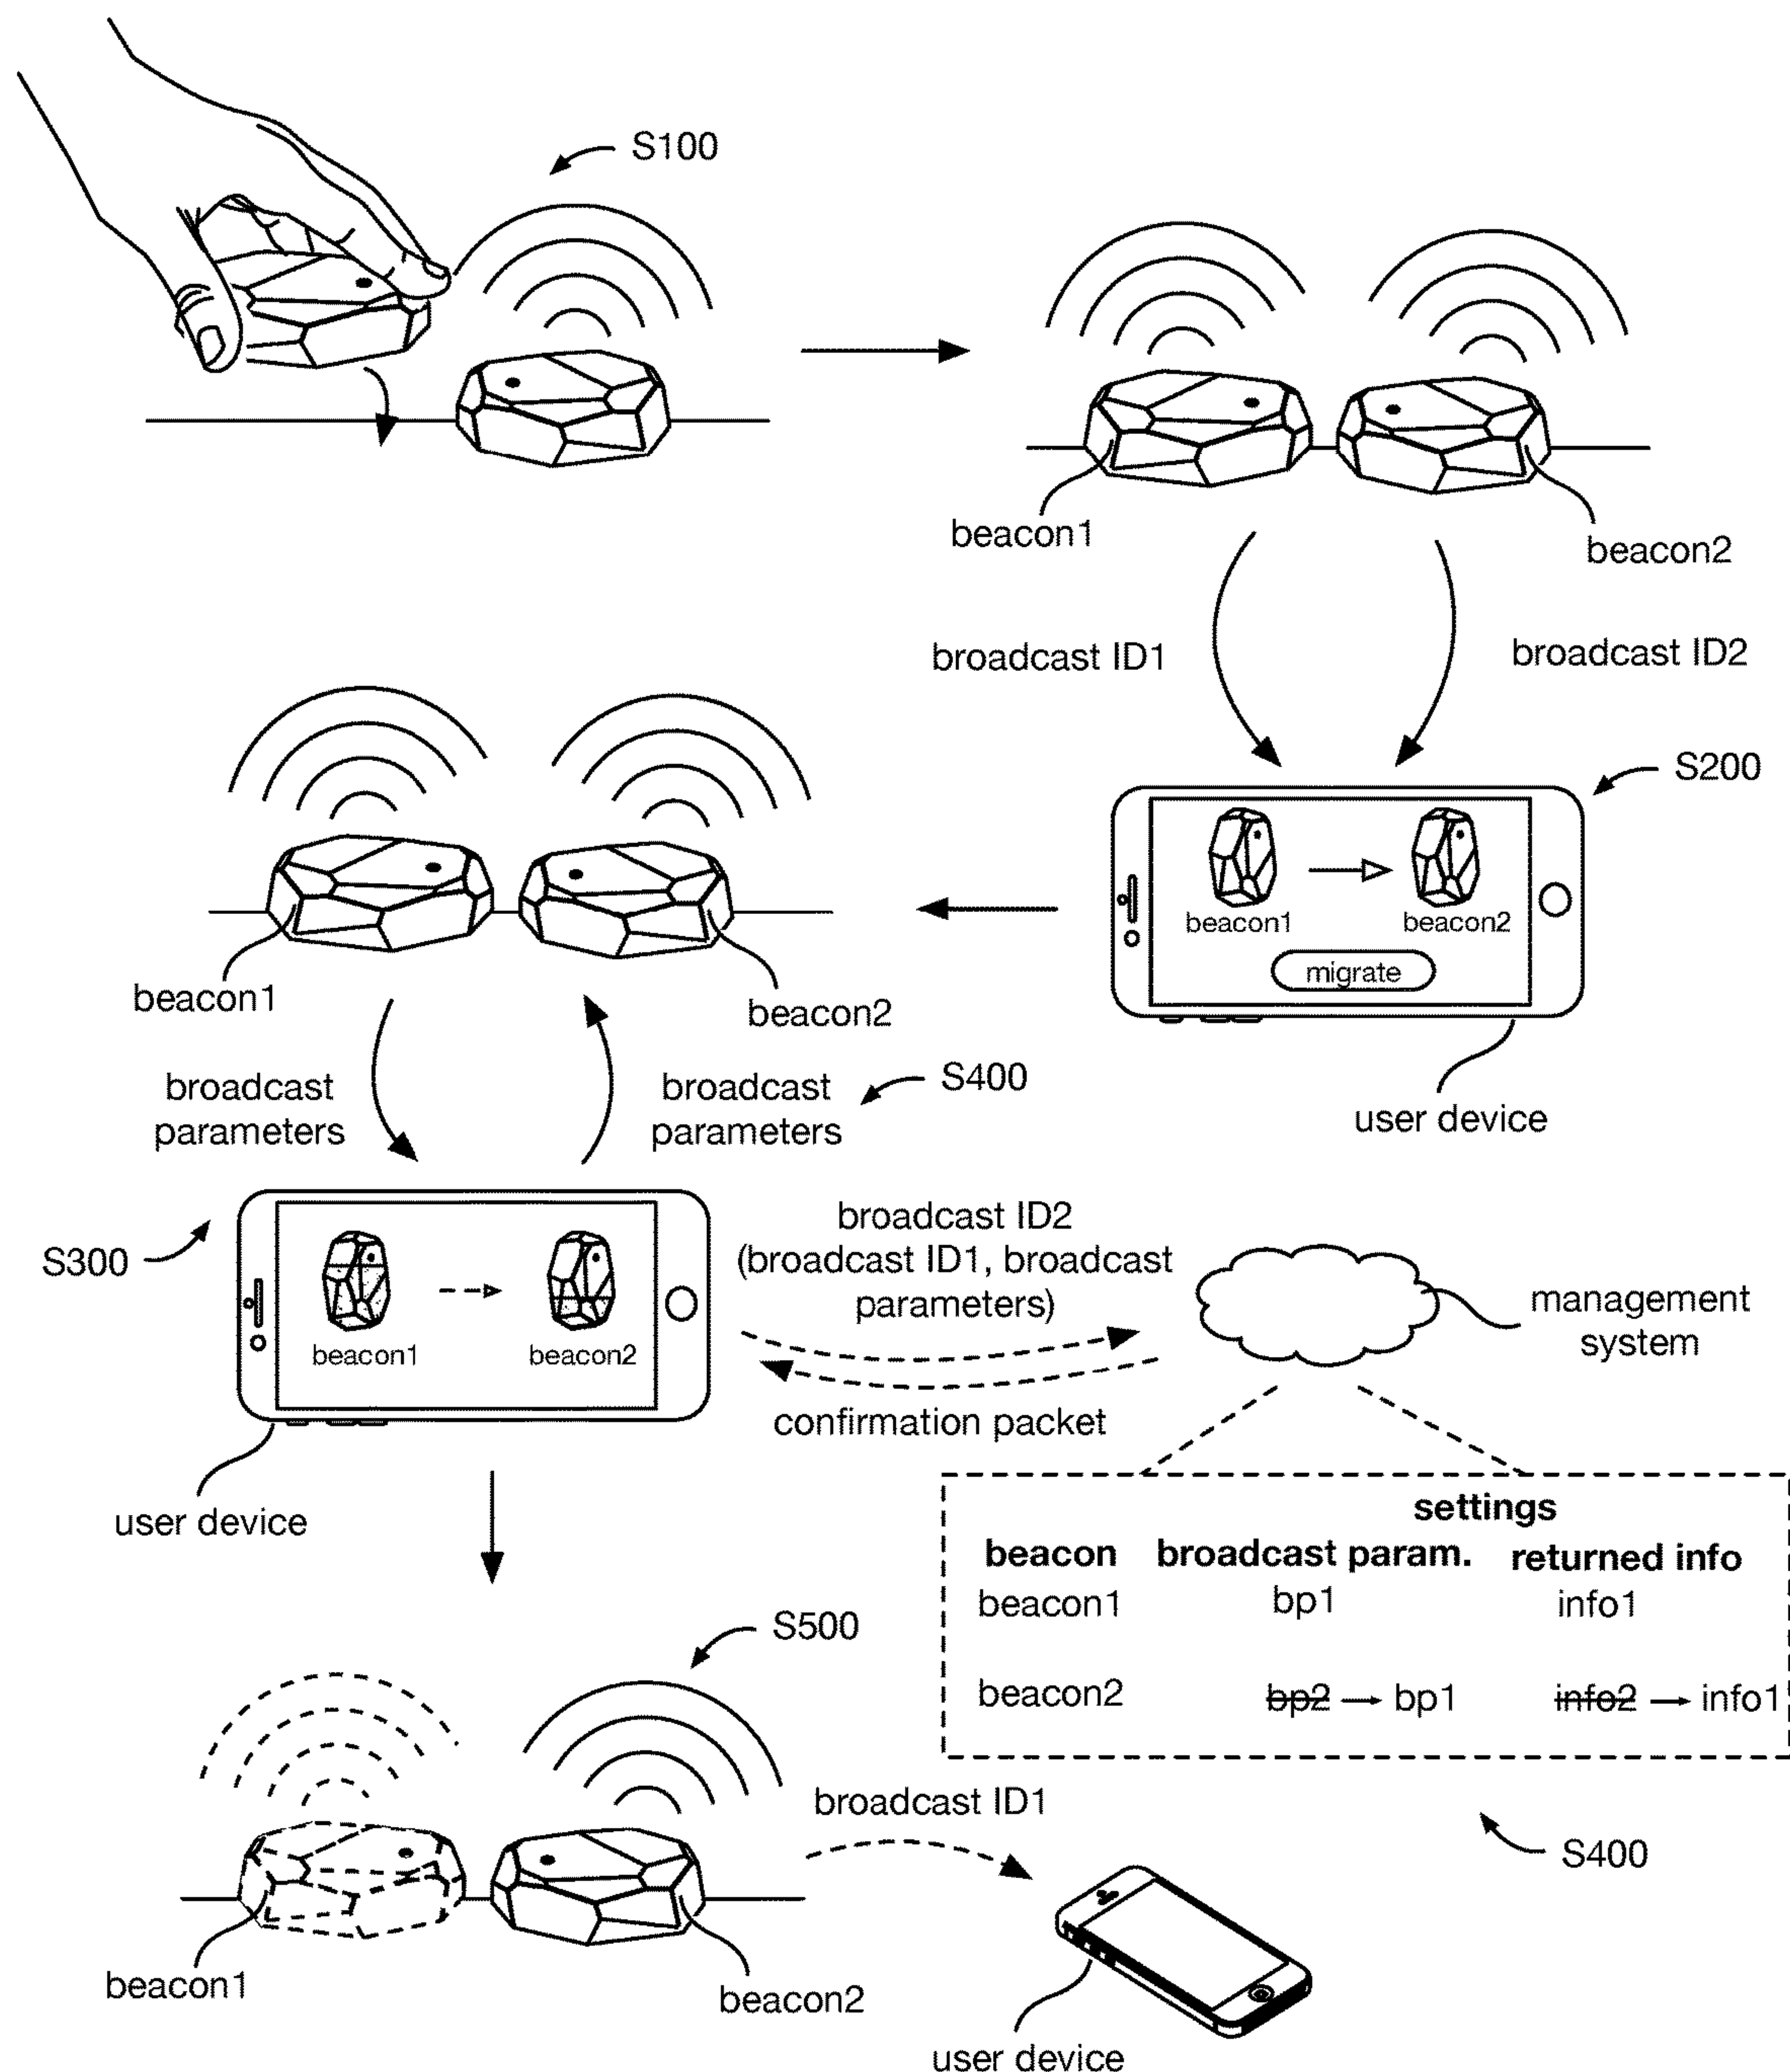 S100
beacon1
beacon2
broadcast ID1
broadcast ID2
S200
beacon1
beacon2
migrate
user device
beacon1
beacon2
broadcast
parameters
broadcast
parameters
S400
S300
beacon1
beacon2
user device
broadcast ID2
(broadcast ID1, broadcast
parameters)
confirmation packet
management
system
settings
beacon broadcast param. returned info
beacon1 bp1 info1
beacon2 bp2 → bp1 info2 → info1
S400
S500
beacon1
beacon2
broadcast ID1
user device